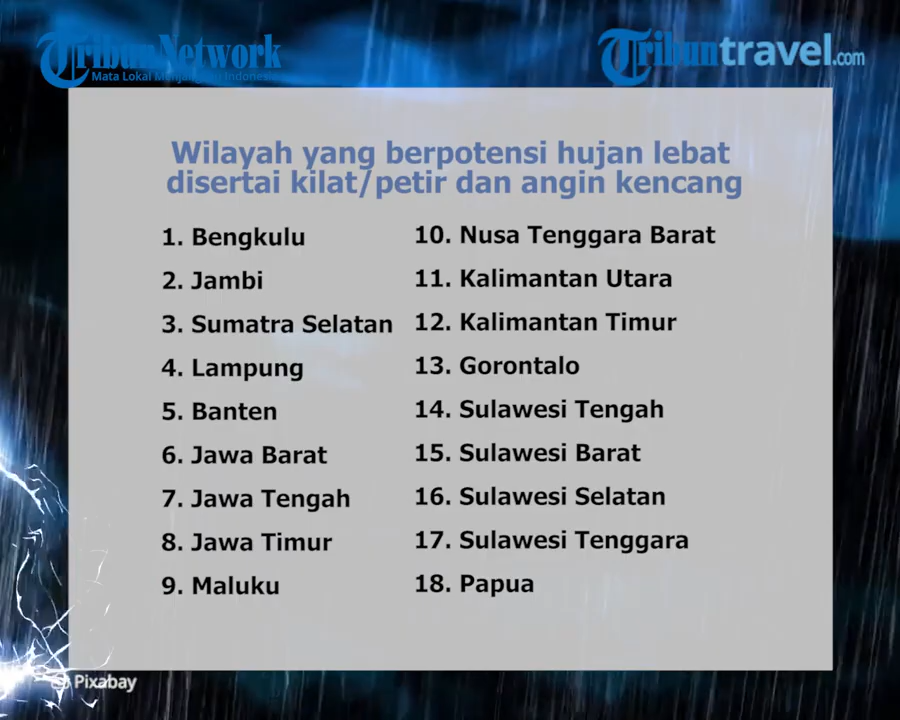 Tribun Network
Mata Lokal Menjangkau Indonesia
Tribuntravel.com
Wilayah yang berpotensi hujan lebat
disertai kilat/petir dan angin kencang
1. Bengkulu
2. Jambi
3. Sumatra Selatan
4. Lampung
5. Banten
6. Jawa Barat
7. Jawa Tengah
8. Jawa Timur
9. Maluku
10. Nusa Tenggara Barat
11. Kalimantan Utara
12. Kalimantan Timur
13. Gorontalo
14. Sulawesi Tengah
15. Sulawesi Barat
16. Sulawesi Selatan
17. Sulawesi Tenggara
18. Papua
Pixabay